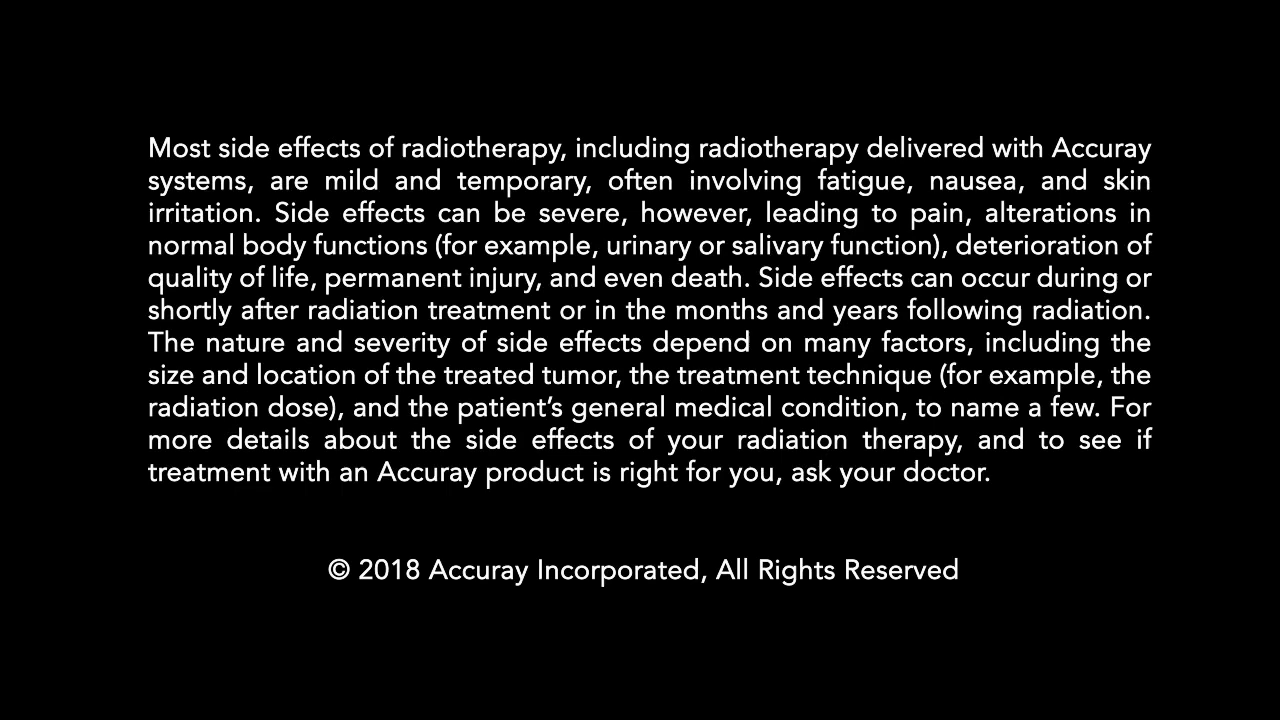 Most side effects of radiotherapy, including radiotherapy delivered with Accuray
systems, are mild and temporary, often involving fatigue, nausea, and skin
irritation. Side effects can be severe, however, leading to pain, alterations in
normal body functions (for example, urinary or salivary function), deterioration of
quality of life, permanent injury, and even death. Side effects can occur during or
shortly after radiation treatment or in the months and years following radiation.
The nature and severity of side effects depend on many factors, including the
size and location of the treated tumor, the treatment technique (for example, the
radiation dose), and the patient’s general medical condition, to name a few. For
more details about the side effects of your radiation therapy, and to see if
treatment with an Accuray product is right for you, ask your doctor.
© 2018 Accuray Incorporated, All Rights Reserved